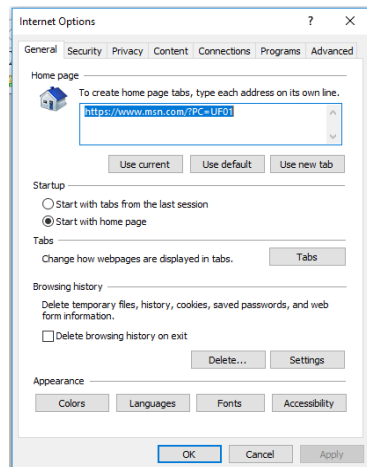 Internet Options ? X
General Security Privacy Content Connections Programs Advanced
Home page
To create home page tabs, type each address on its own line.
https://www.msn.com/?PC=UF01
Use current Use default Use new tab
Startup
Start with tabs from the last session
Start with home page
Tabs
Change how webpages are displayed in tabs. Tabs
Browsing history
Delete temporary files, history, cookies, saved passwords, and web
form information.
Delete browsing history on exit
Delete... Settings
Appearance
Colors Languages Fonts Accessibility
OK Cancel Apply